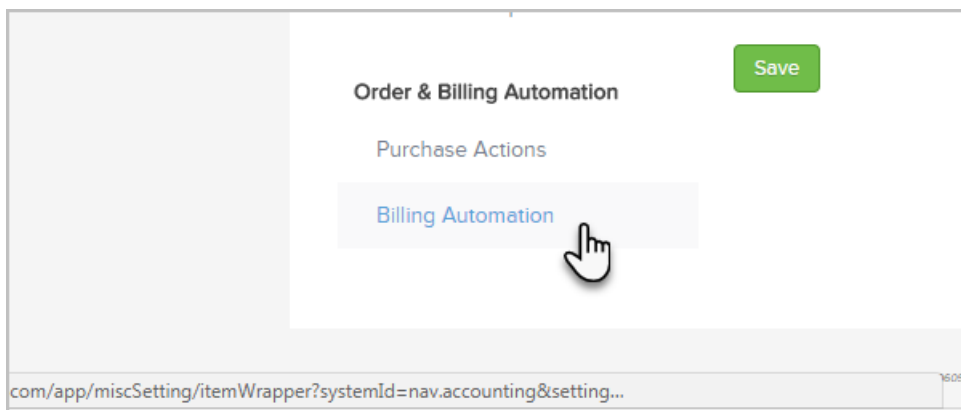 Save
Order & Billing Automation
Purchase Actions
Billing Automation
com/app/miscSetting/itemWrapper?systemId=nav.accounting&setting...